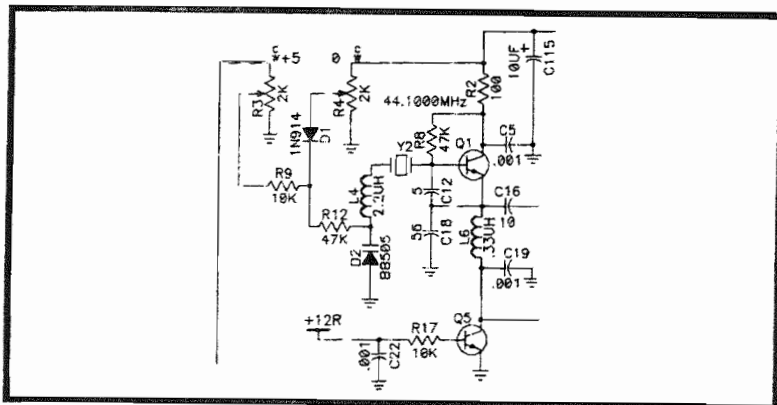 C
*+5
0
C
*
R3
2K
R4
2K
1N914
D1
R9
10K
R12
47K
L4
2.2UH
D2
BB505
44.1000MHz
Y2
R8
47K
R2
100
10UF
+
C115
Q1
C5
.001
5
C12
56
C18
C16
10
L6
.33UH
C19
.001
+12R
.001
C22
R17
10K
Q5